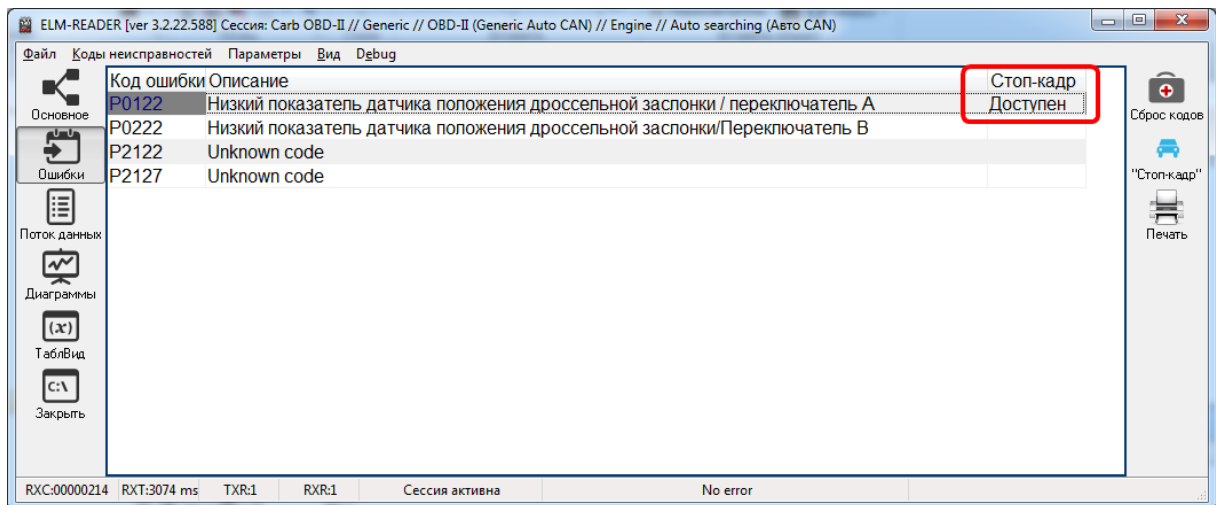 ELM-READER [ver 3.2.22.588] Сессия: Carb OBD-II // Generic // OBD-II (Generic Auto CAN) // Engine // Auto searching (Авто CAN)
Файл Коды неисправностей Параметры Вид Debug
Код ошибки Описание Стоп-кадр
P0122 Низкий показатель датчика положения дроссельной заслонки / переключатель А Доступен
P0222 Низкий показатель датчика положения дроссельной заслонки/Переключатель В
P2122 Unknown code
P2127 Unknown code
Основное
Ошибки
Поток данных
Диаграммы
(x)
ТаблВид
C:\
Закрыть
Сброс кодов
"Стоп-кадр"
Печать
RXC:00000214 RXT:3074 ms TXR:1 RXR:1 Сессия активна No error